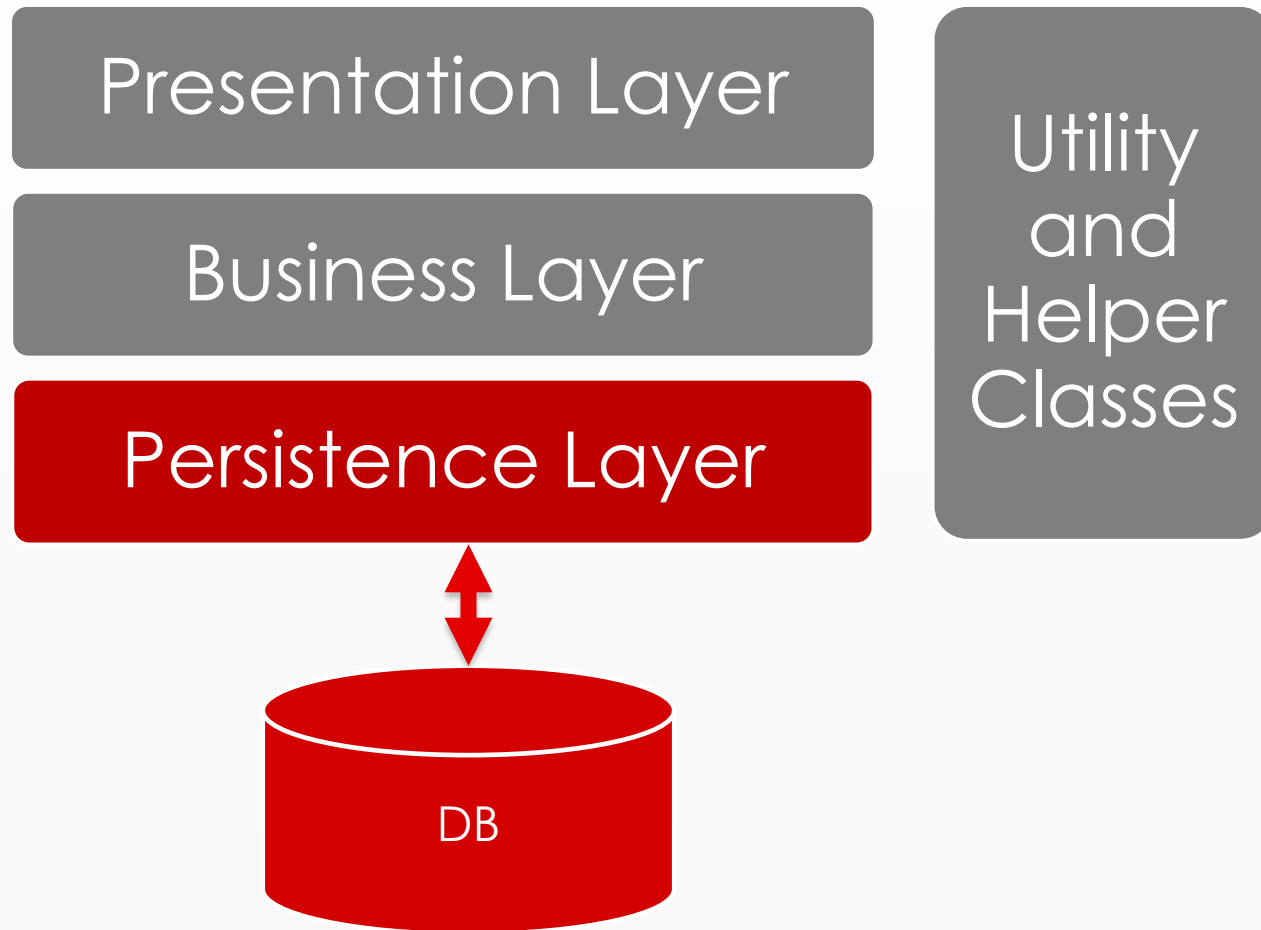 Presentation Layer
Business Layer
Persistence Layer
Utility
and
Helper
Classes
DB